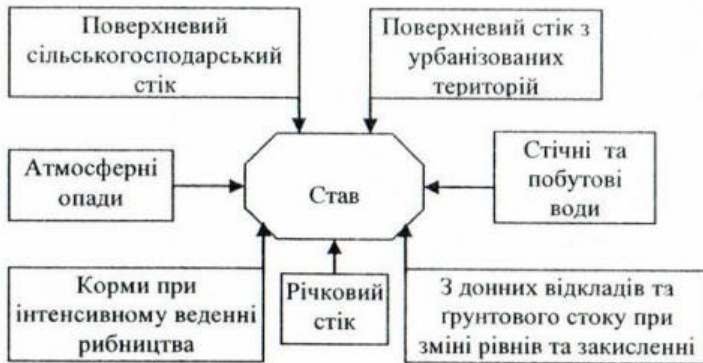 Поверхневий
сільськогосподарський
стік
Поверхневий стік з
урбанізованих
територій
Атмосферні
опади
Став
Стічні та
побутові
води
Корми при
інтенсивному веденні
рибництва
Річковий
стік
З донних відкладів та
ґрунтового стоку при
зміні рівнів та закисленні